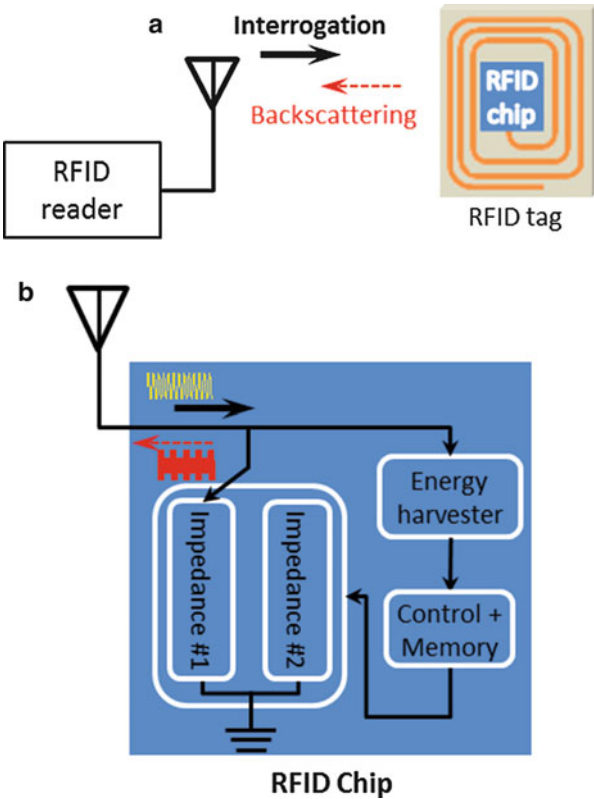 a
Interrogation
Backscattering
RFID
reader
RFID
chip
RFID tag
b
Energy
harvester
Impedance #1
Impedance #2
Control +
Memory
RFID Chip